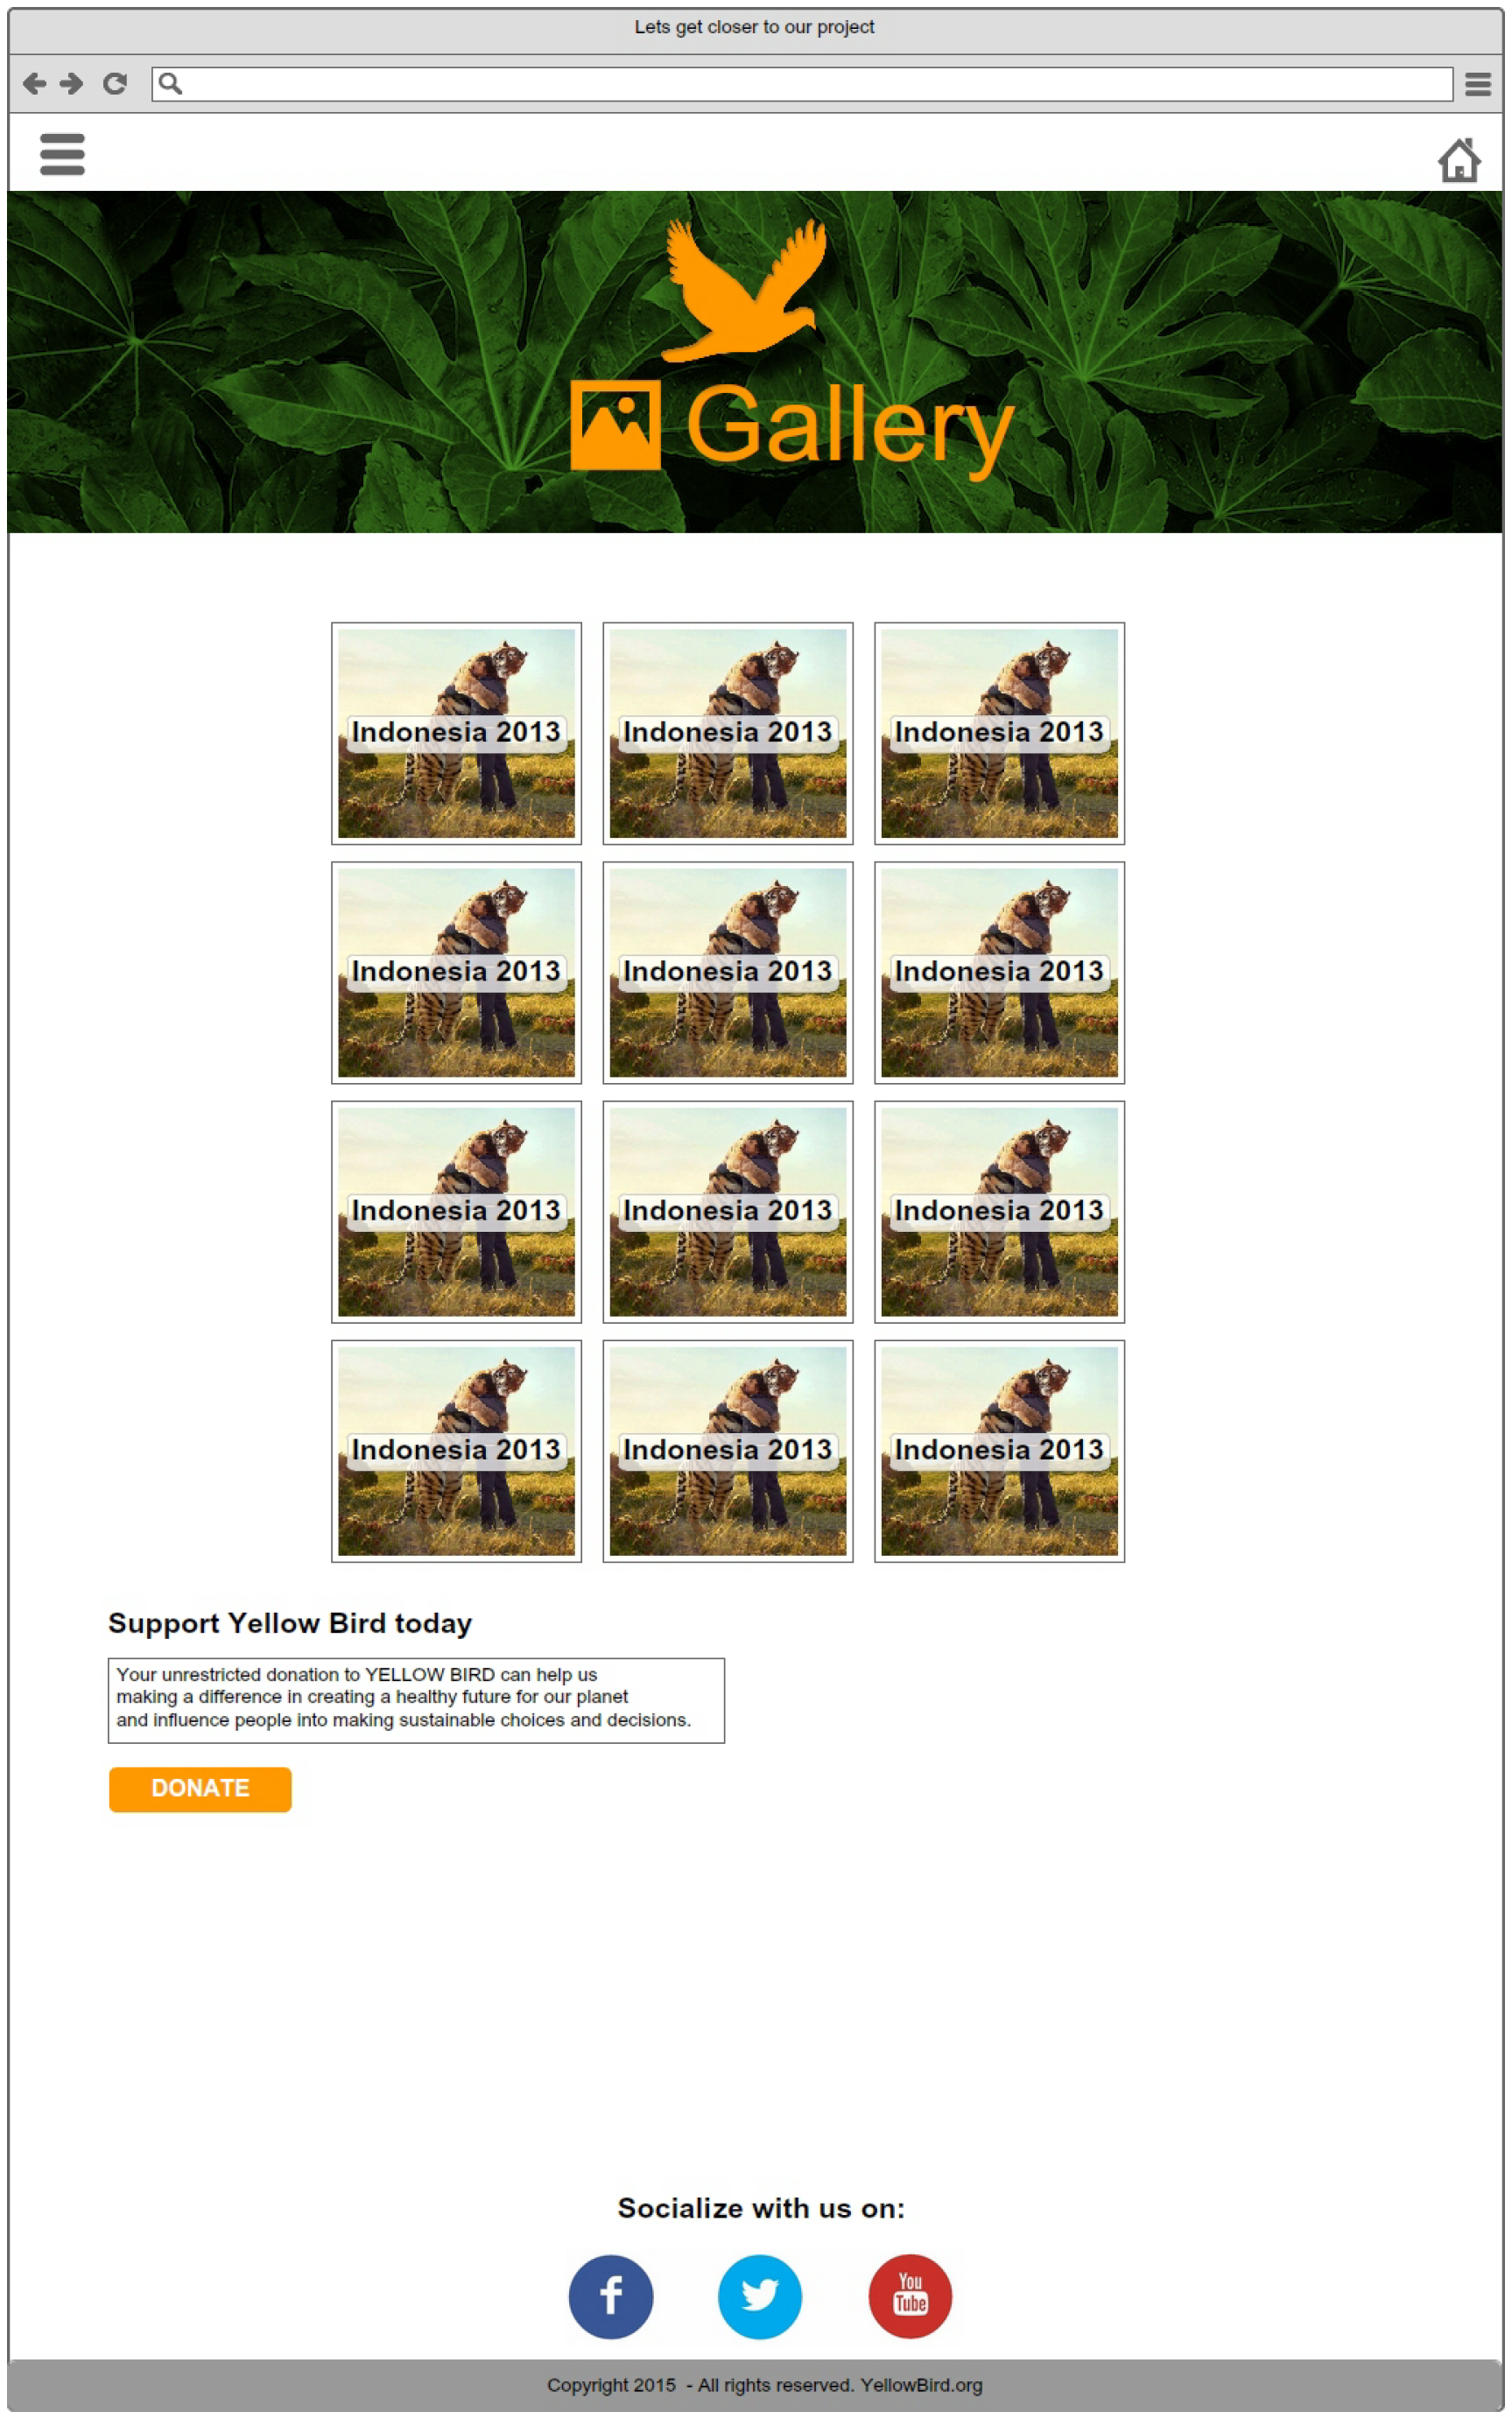 Lets get closer to our project
Gallery
Indonesia 2013
Indonesia 2013
Indonesia 2013
Indonesia 2013
Indonesia 2013
Indonesia 2013
Indonesia 2013
Indonesia 2013
Indonesia 2013
Indonesia 2013
Indonesia 2013
Indonesia 2013
Support Yellow Bird today
Your unrestricted donation to YELLOW BIRD can help us
making a difference in creating a healthy future for our planet
and influence people into making sustainable choices and decisions.
DONATE
Socialize with us on:
f
You
Tube
Copyright 2015 - All rights reserved. YellowBird.org